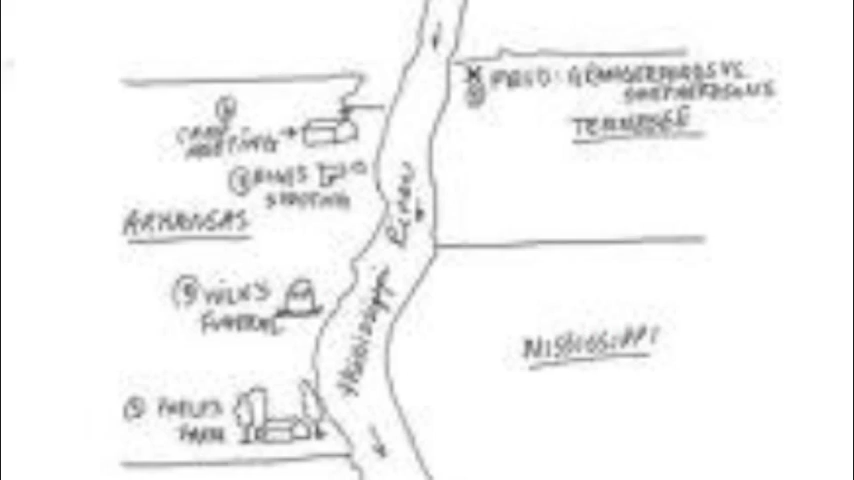 FEUD: GRANGERFORDS VS.
SHEPHERDSONS
TENNESSEE
CAMP
MEETING
BOGGS
SHOOTING
ARKANSAS
Mississippi River
WILKS
FUNERAL
MISSISSIPPI
PHELPS
FARM